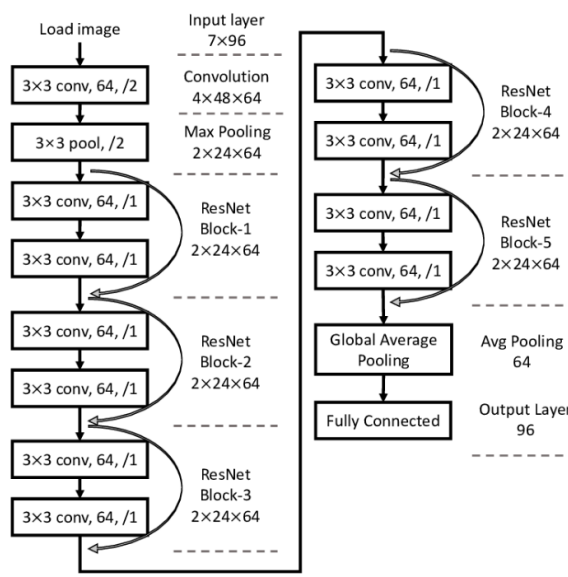 Load image
3×3 conv, 64, /2
3×3 pool, /2
3×3 conv, 64, /1
3×3 conv, 64, /1
3×3 conv, 64, /1
3×3 conv, 64, /1
3×3 conv, 64, /1
3×3 conv, 64, /1
Input layer
7×96
Convolution
4×48×64
Max Pooling
2×24×64
ResNet
Block-1
2×24×64
ResNet
Block-2
2×24×64
ResNet
Block-3
2×24×64
3×3 conv, 64, /1
3×3 conv, 64, /1
3×3 conv, 64, /1
3×3 conv, 64, /1
Global Average
Pooling
Fully Connected
ResNet
Block-4
2×24×64
ResNet
Block-5
2×24×64
Avg Pooling
64
Output Layer
96